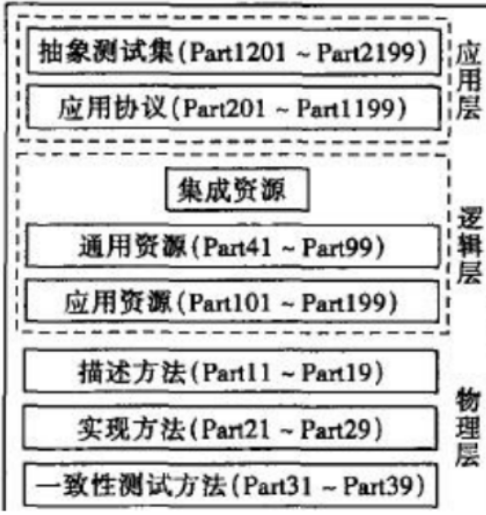 抽象测试集(Part1201 ~ Part2199)
应用协议(Part201 ~ Part1199)
应用层
集成资源
通用资源(Part41 ~ Part99)
应用资源(Part101 ~ Part199)
逻辑层
描述方法(Part11 ~ Part19)
实现方法(Part21 ~ Part29)
一致性测试方法(Part31 ~ Part39)
物理层